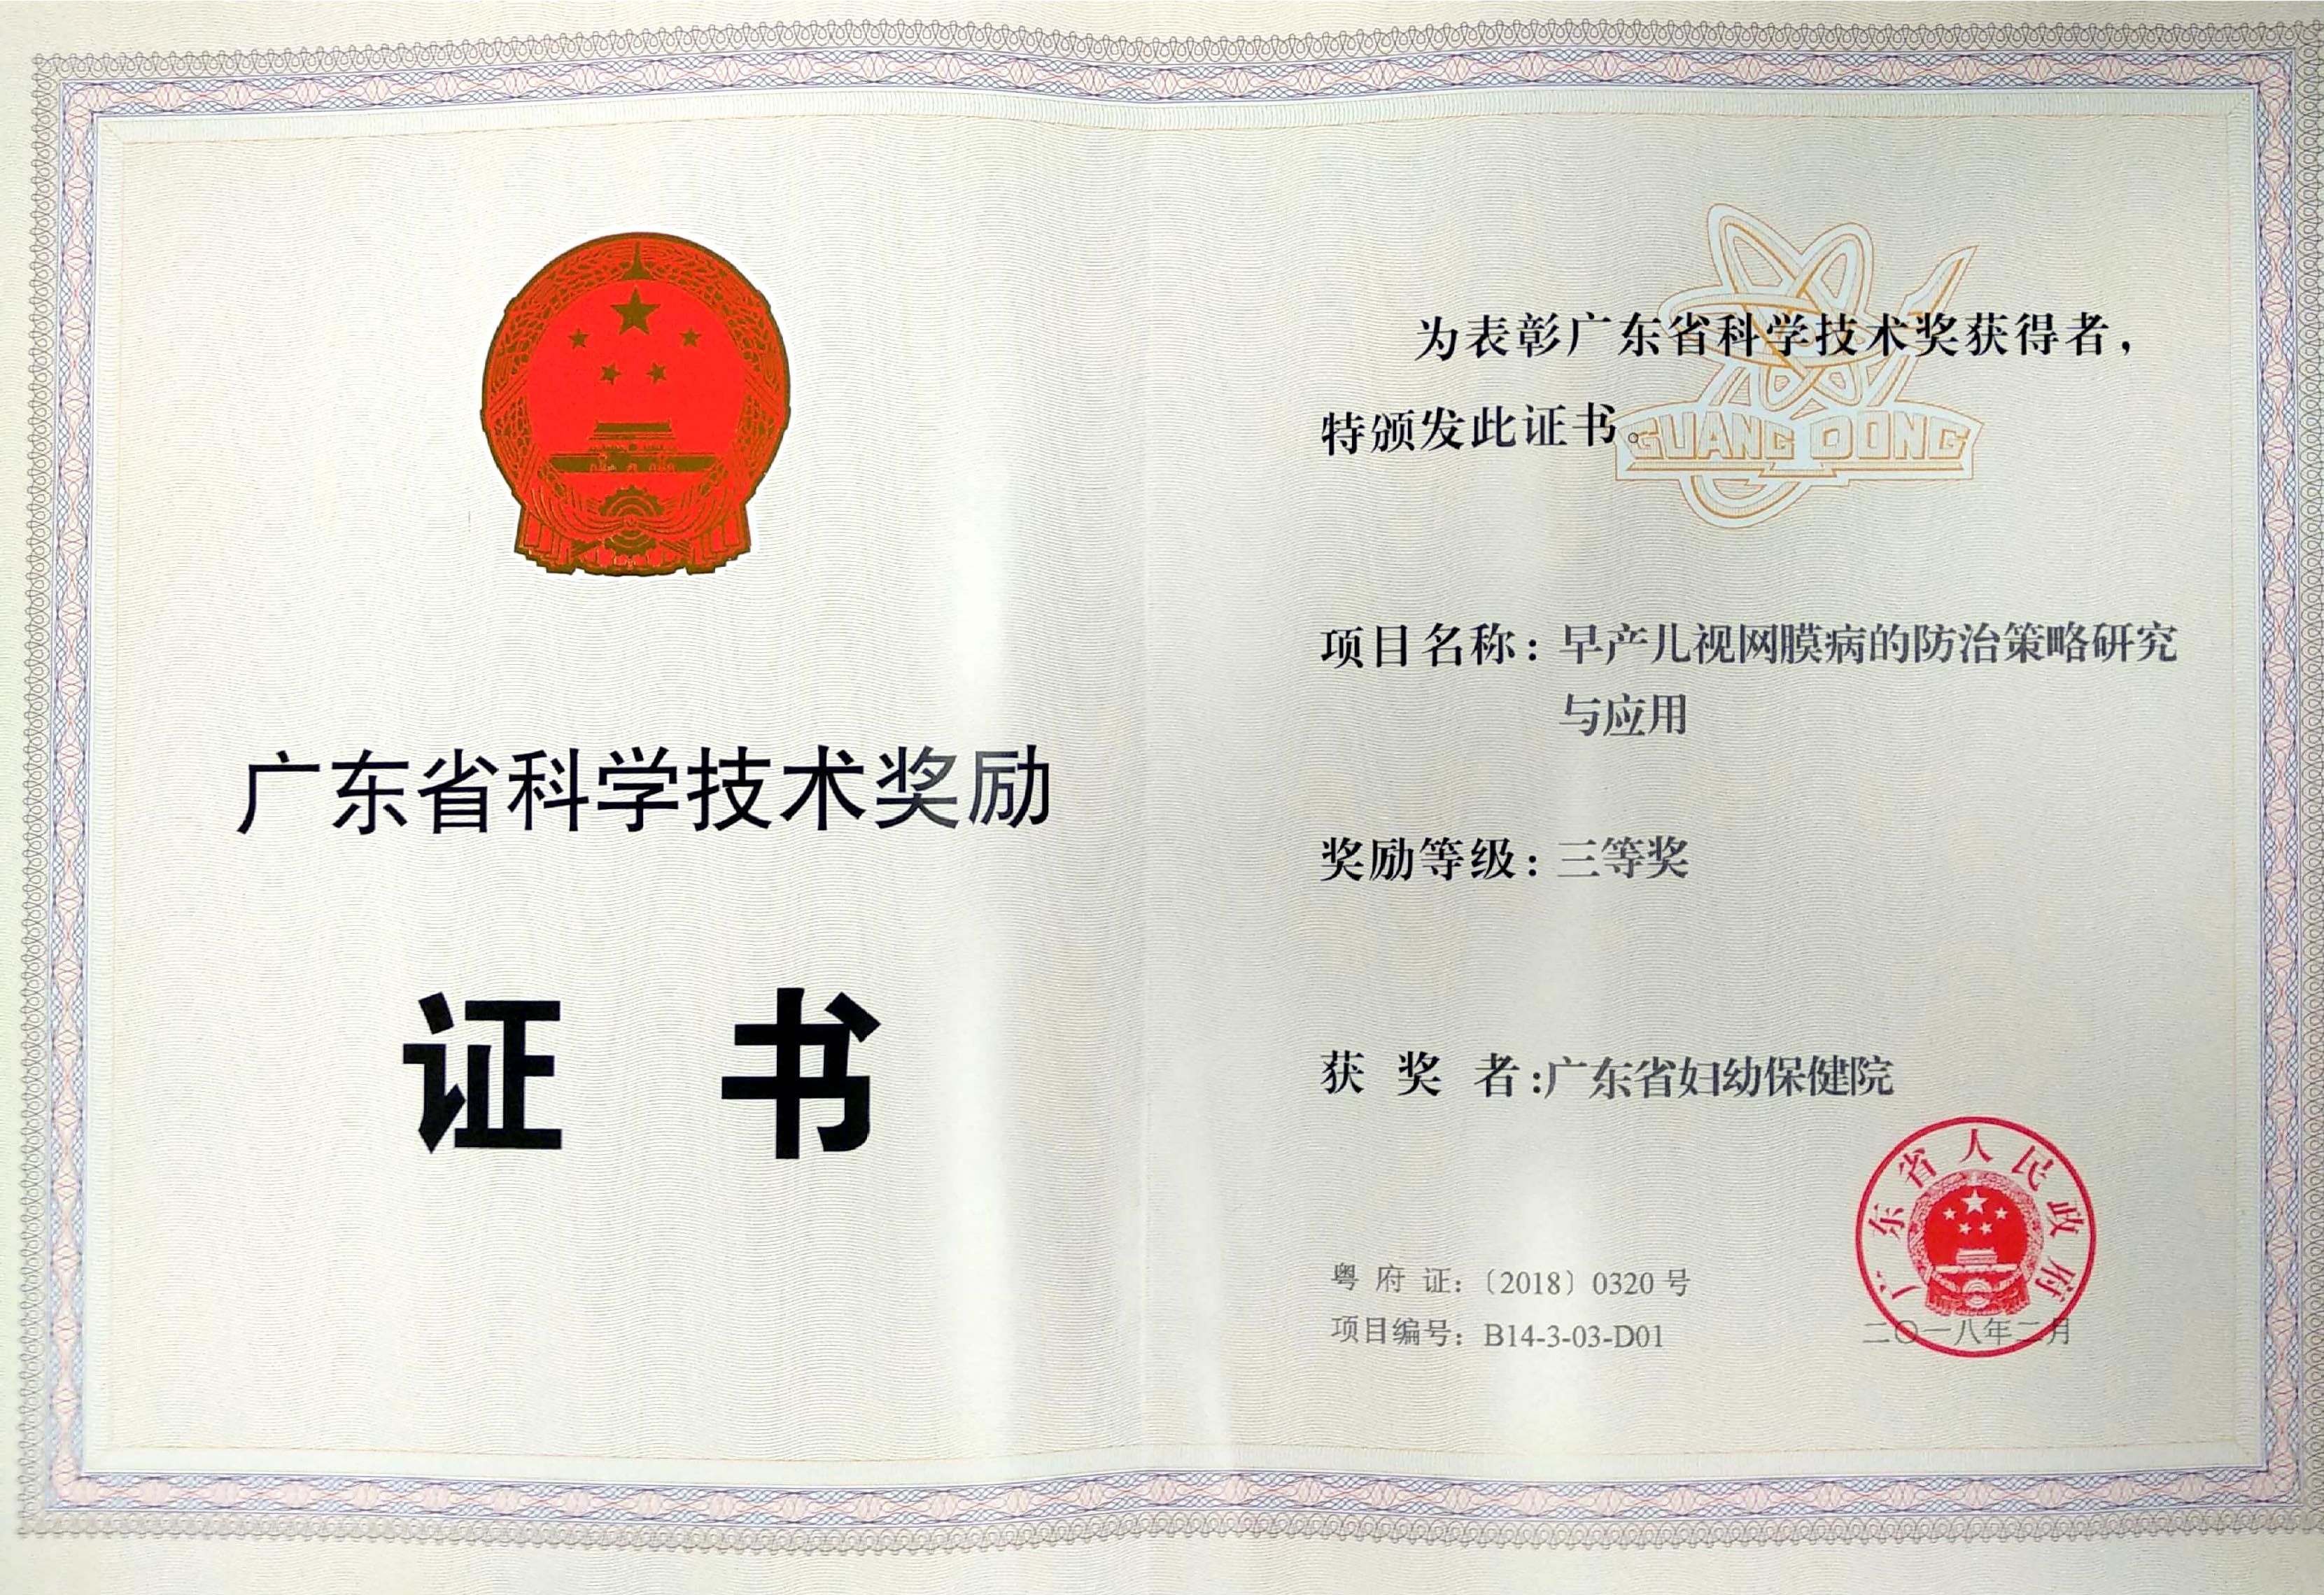 广东省科学技术奖励
证 书
为表彰广东省科学技术奖获得者，
特颁发此证书。
GUANG DONG
项目名称：早产儿视网膜病的防治策略研究
与应用
奖励等级：三等奖
获 奖 者：广东省妇幼保健院
广东省人民政府
粤 府 证：〔2018〕0320 号
项目编号：B14-3-03-D01
二〇一八年二月